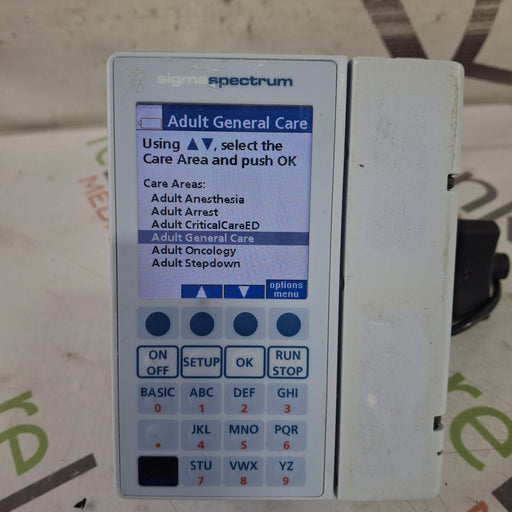 sigmaspectrum
Adult General Care
Using ▲▼, select the
Care Area and push OK
Care Areas:
Adult Anesthesia
Adult Arrest
Adult CriticalCareED
Adult General Care
Adult Oncology
Adult Stepdown
options
menu
ON
OFF
SETUP
OK
RUN
STOP
BASIC ABC DEF GHI
0 1 2 3
JKL MNO PQR
. 4 5 6
STU VWX YZ
7 8 9